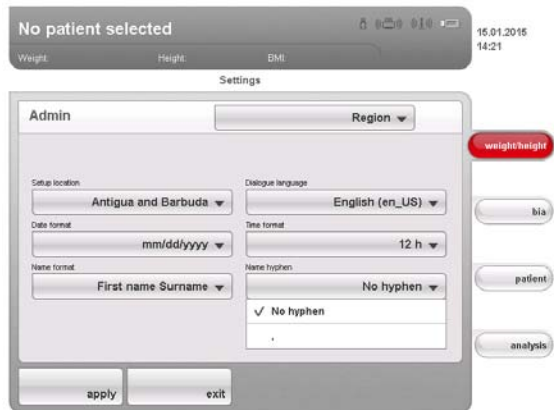 No patient selected
15.01.2015
14:21
Weight: Height: BMI:
Settings
Admin
Region
weight/height
Setup location
Dialogue language
Antigua and Barbuda
English (en_US)
bia
Date format
Time format
mm/dd/yyyy
12 h
Name format
Name hyphen
First name Surname
No hyphen
patient
✓ No hyphen
,
analysis
apply
exit